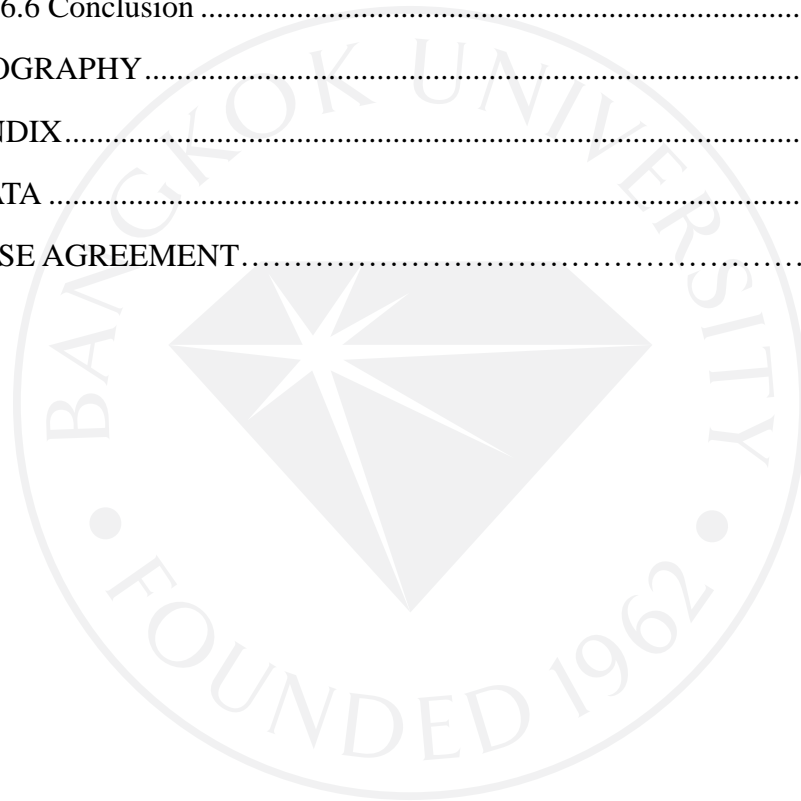 6.6 Conclusion ........................................................................
OGRAPHY ..............................................................................
NDIX .....................................................................................
ATA .......................................................................................
SE AGREEMENT ……………………………………………………
BANGKOK UNIVERSITY
• FOUNDED 1962 •